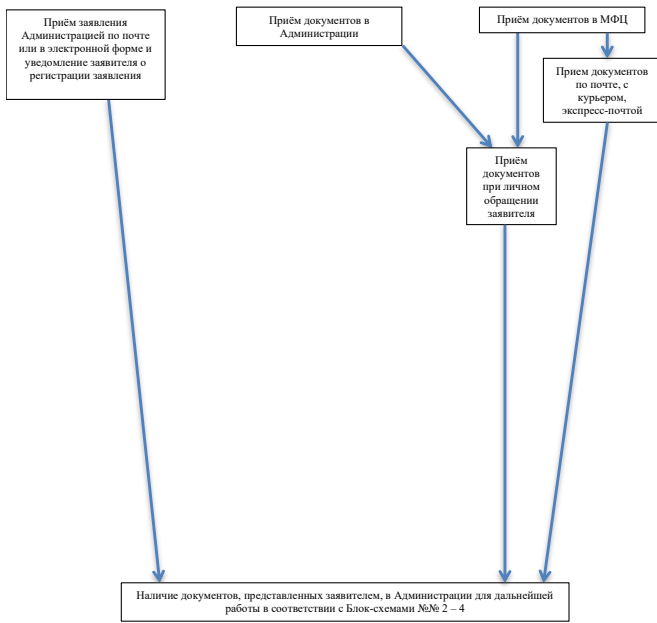 Приём заявления
Администрацией по почте
или в электронной форме и
уведомление заявителя о
регистрации заявления
Приём документов в
Администрации
Приём документов в МФЦ
Прием документов
по почте, с
курьером,
экспресс-почтой
Приём
документов
при личном
обращении
заявителя
Наличие документов, представленных заявителем, в Администрации для дальнейшей
работы в соответствии с Блок-схемами №№ 2 – 4